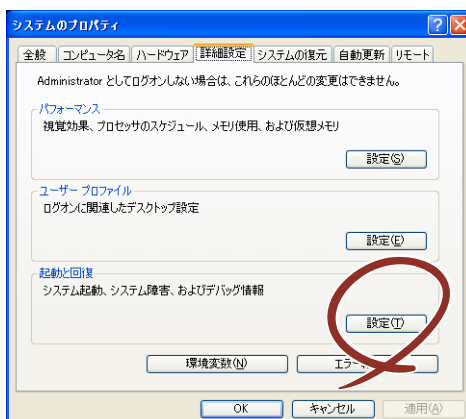 システムのプロパティ
全般 コンピュータ名 ハードウェア 詳細設定 システムの復元 自動更新 リモート
Administrator としてログオンしない場合は、これらのほとんどの変更はできません。
パフォーマンス
視覚効果、プロセッサのスケジュール、メモリ使用、および仮想メモリ
設定(S)
ユーザー プロファイル
ログオンに関連したデスクトップ設定
設定(E)
起動と回復
システム起動、システム障害、およびデバッグ情報
設定(T)
環境変数(N)
OK キャンセル 適用(A)